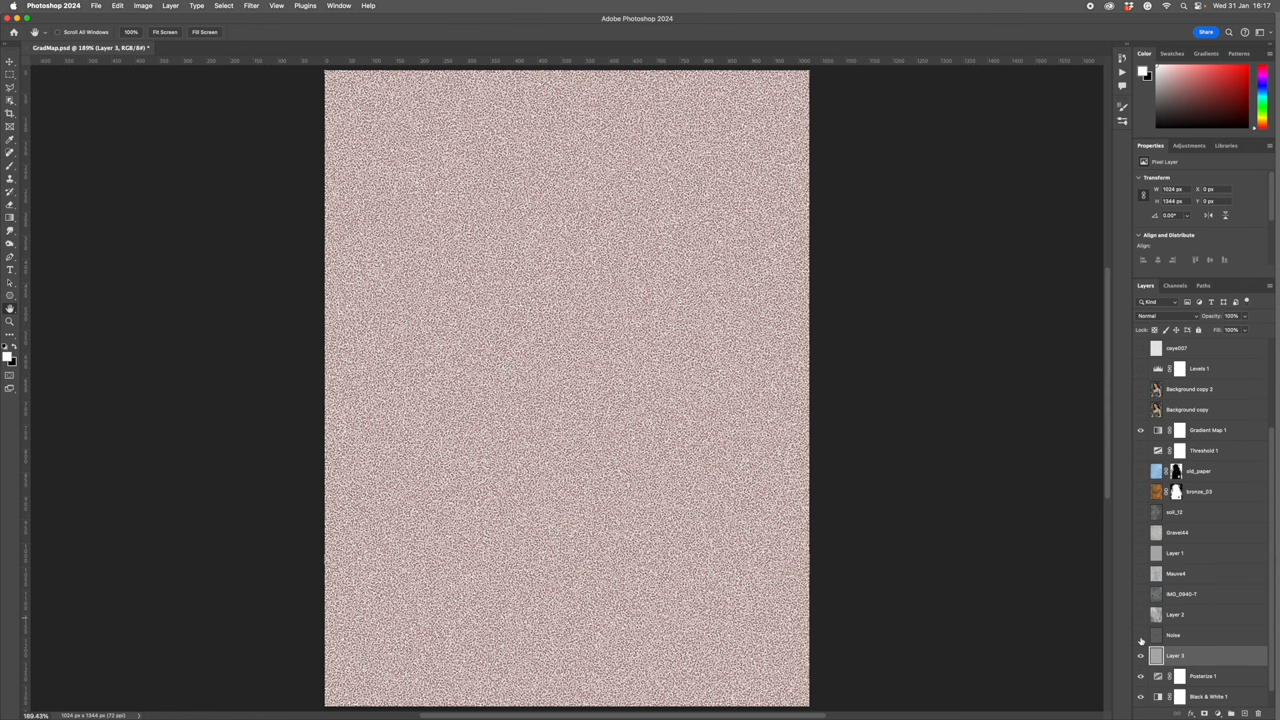 Photoshop 2024 File Edit Image Layer Type Select Filter View Plugins Window Help Wed 31 Jan 16:17
Adobe Photoshop 2024
Scroll All Windows 100% Fit Screen Fill Screen Share
GradMap.psd @ 189% (Layer 3, RGB/8#) *
Color Swatches Gradients Patterns
Properties Adjustments Libraries
Pixel Layer
Transform
W 1024 px X 0 px
H 1344 px Y 0 px
0.00°
Align and Distribute
Align:
Layers Channels Paths
Kind
Normal Opacity: 100%
Lock: Fill: 100%
caye007
Levels 1
Background copy 2
Background copy
Gradient Map 1
Threshold 1
old_paper
bronze_03
soil_12
Gravel44
Layer 1
Mauve4
IMG_0940-T
Layer 2
Noise
Layer 3
Posterize 1
Black & White 1
189.43% 1024 px x 1344 px (72 ppi)